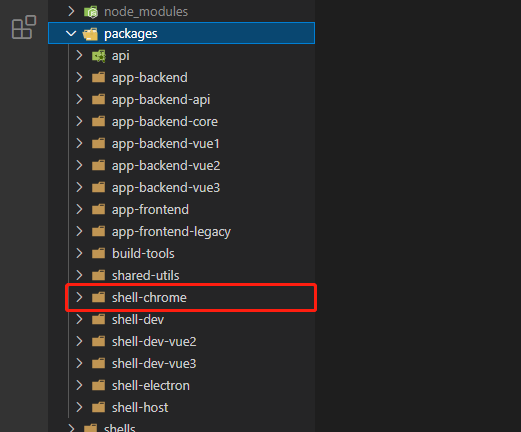 node_modules
packages
api
app-backend
app-backend-api
app-backend-core
app-backend-vue1
app-backend-vue2
app-backend-vue3
app-frontend
app-frontend-legacy
build-tools
shared-utils
shell-chrome
shell-dev
shell-dev-vue2
shell-dev-vue3
shell-electron
shell-host
shells